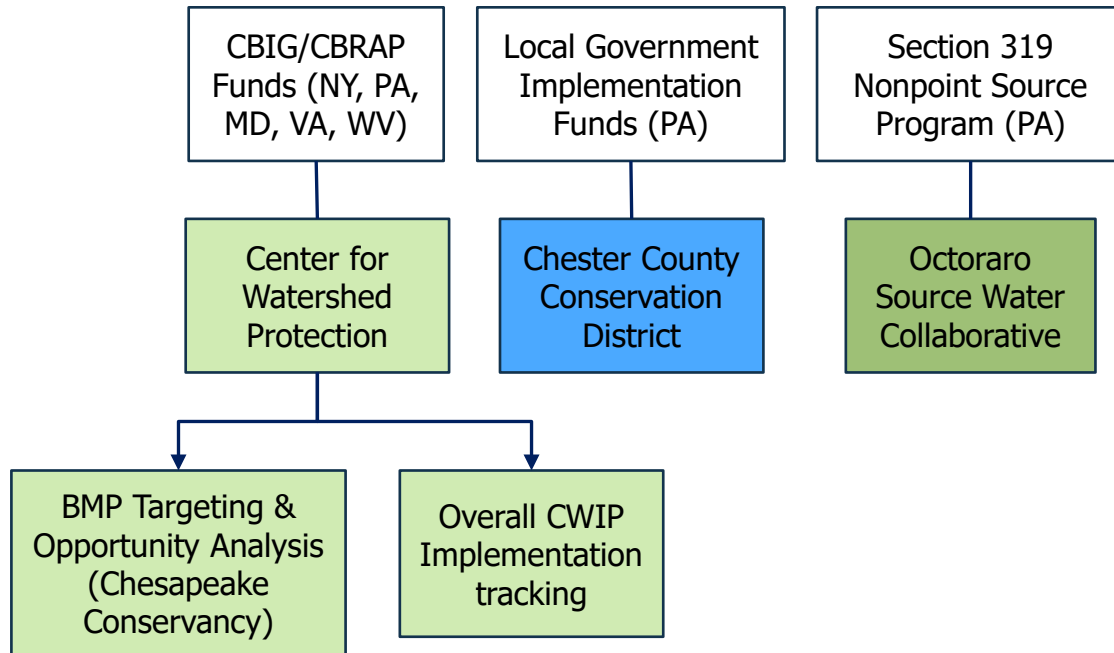 CBIG/CBRAP
Funds (NY, PA,
MD, VA, WV)
Local Government
Implementation
Funds (PA)
Section 319
Nonpoint Source
Program (PA)
Center for
Watershed
Protection
Chester County
Conservation
District
Octoraro
Source Water
Collaborative
BMP Targeting &
Opportunity Analysis
(Chesapeake
Conservancy)
Overall CWIP
Implementation
tracking